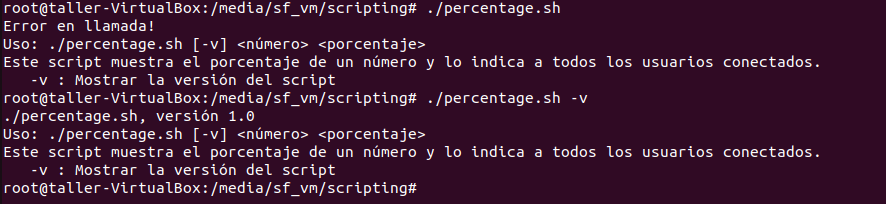 root@taller-VirtualBox:/media/sf_vm/scripting# ./percentage.sh
Error en llamada!
Uso: ./percentage.sh [-v] <número> <porcentaje>
Este script muestra el porcentaje de un número y lo indica a todos los usuarios conectados.
   -v : Mostrar la versión del script
root@taller-VirtualBox:/media/sf_vm/scripting# ./percentage.sh -v
./percentage.sh, versión 1.0
Uso: ./percentage.sh [-v] <número> <porcentaje>
Este script muestra el porcentaje de un número y lo indica a todos los usuarios conectados.
   -v : Mostrar la versión del script
root@taller-VirtualBox:/media/sf_vm/scripting#